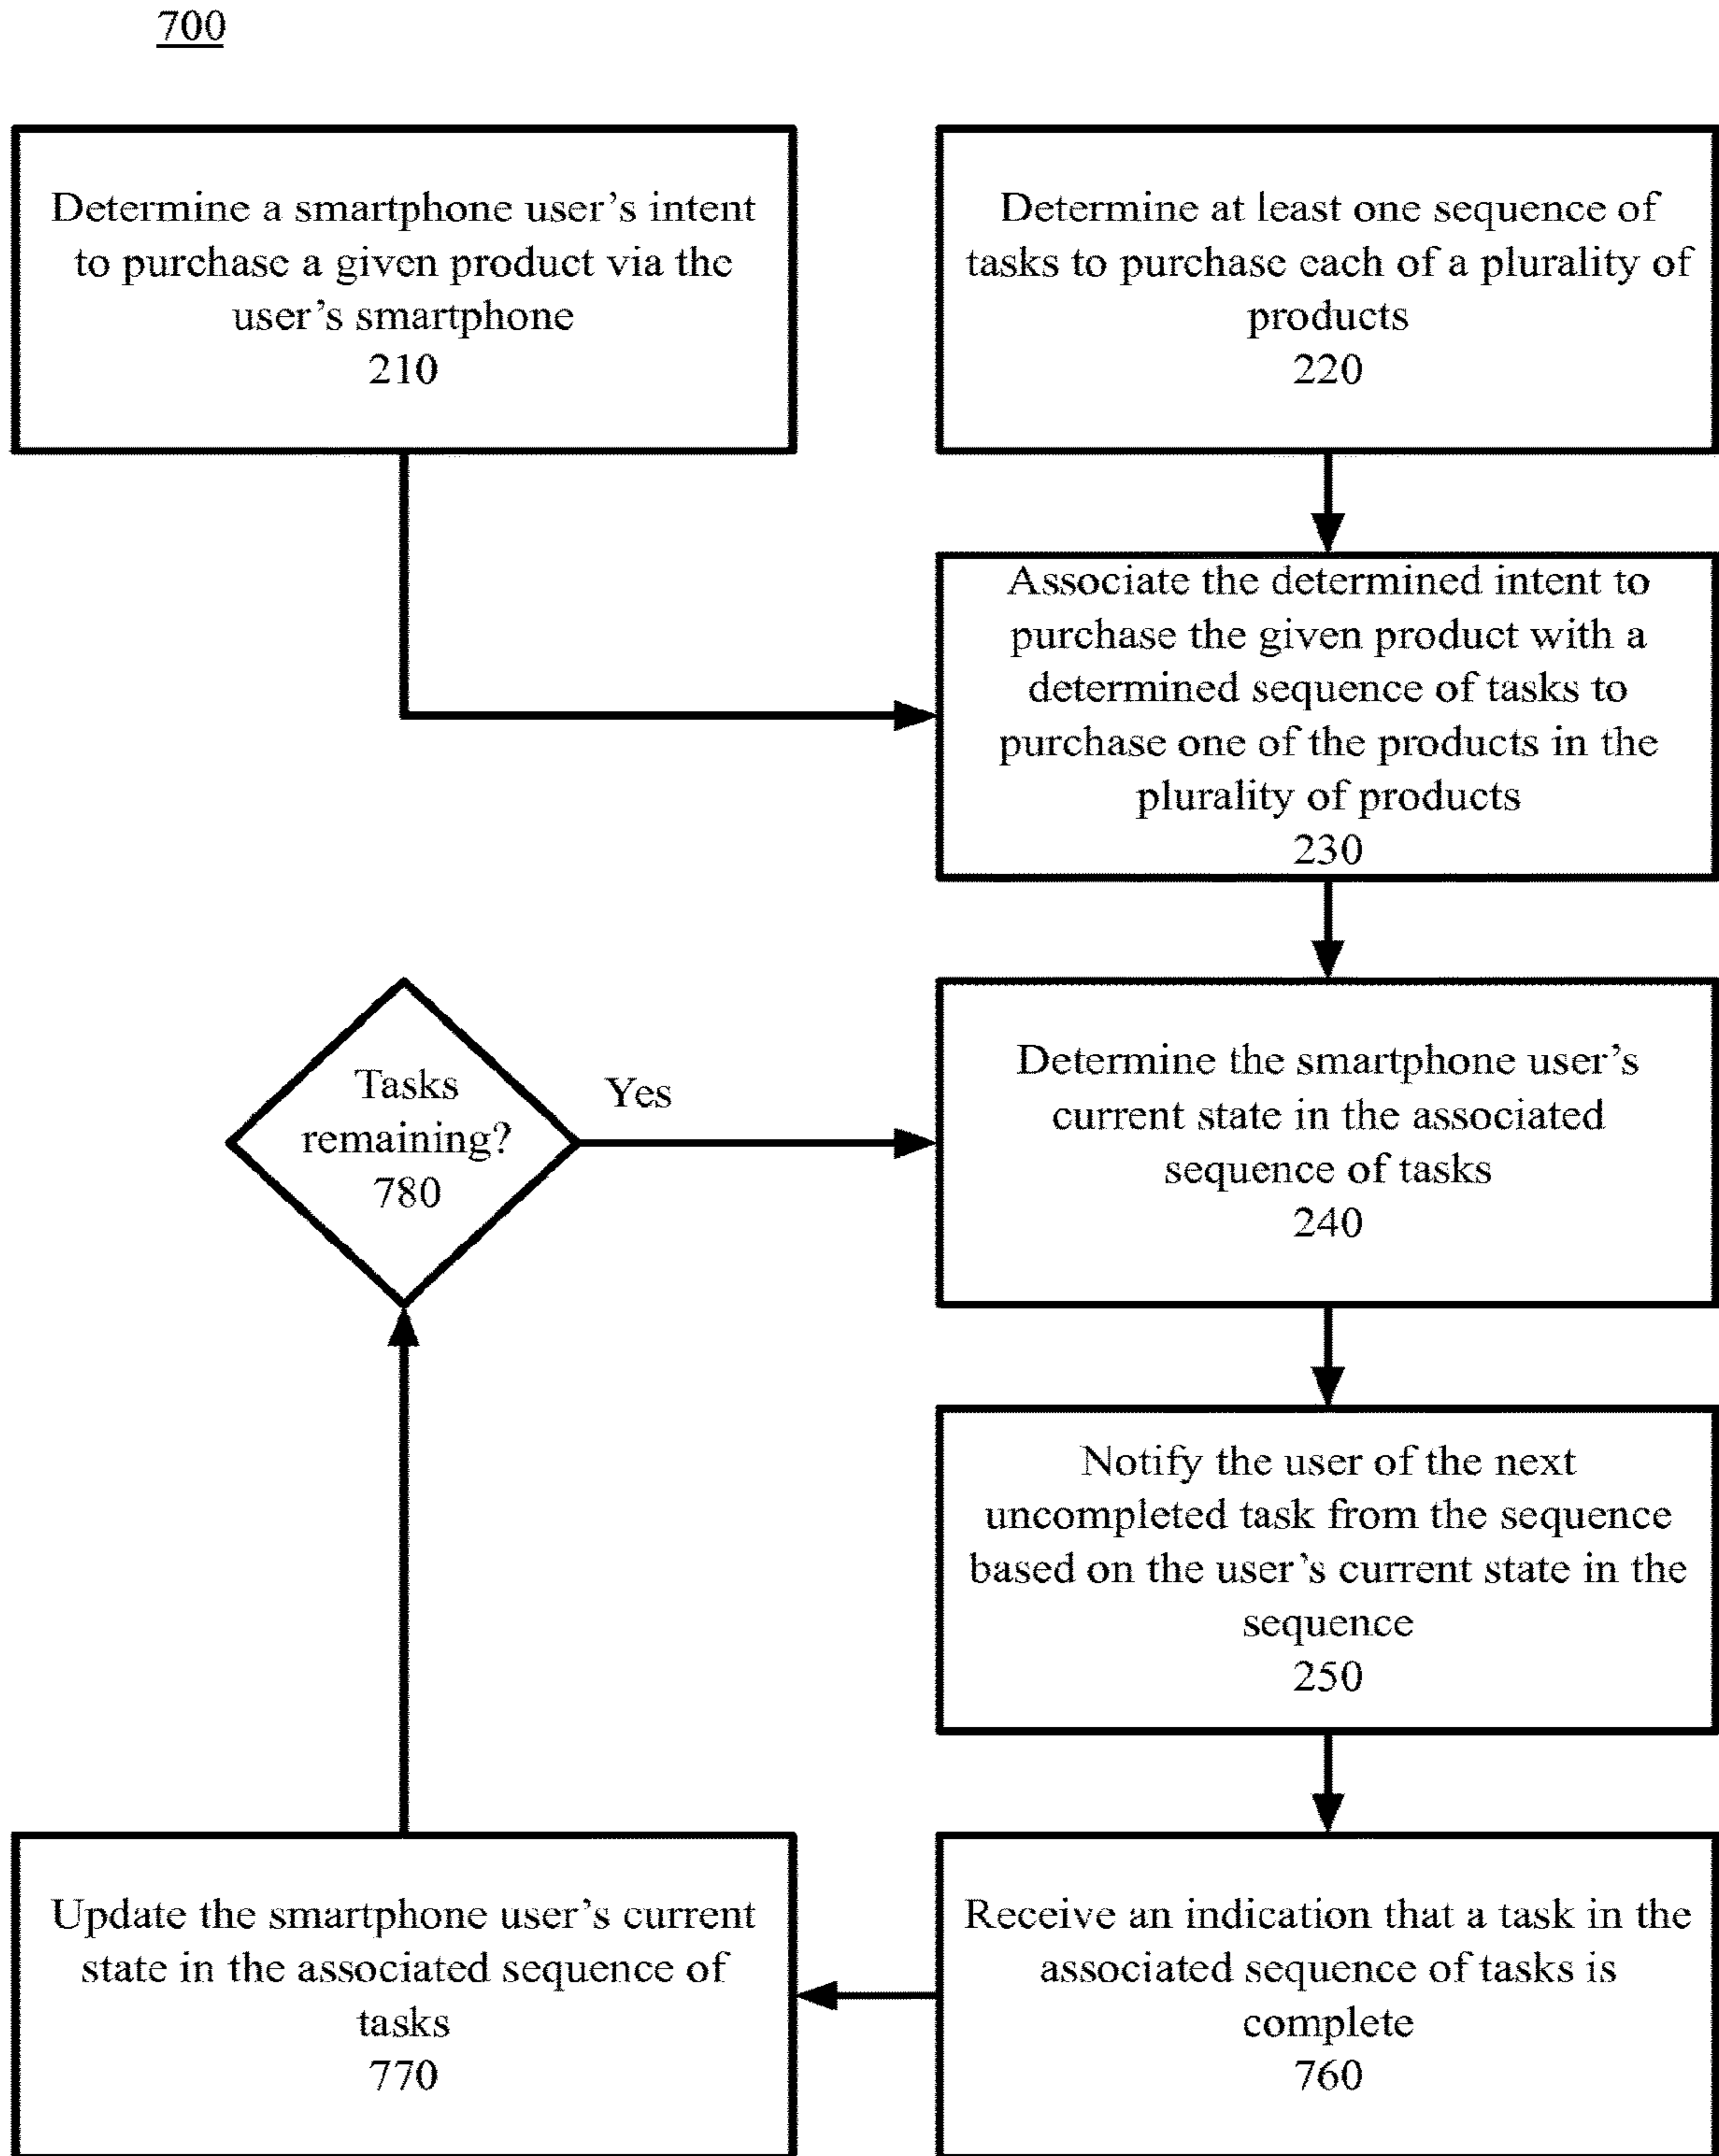 700
Determine a smartphone user's intent
to purchase a given product via the
user's smartphone
210
Determine at least one sequence of
tasks to purchase each of a plurality of
products
220
Associate the determined intent to
purchase the given product with a
determined sequence of tasks to
purchase one of the products in the
plurality of products
230
Tasks
remaining?
780
Yes
Determine the smartphone user's
current state in the associated
sequence of tasks
240
Notify the user of the next
uncompleted task from the sequence
based on the user's current state in the
sequence
250
Update the smartphone user's current
state in the associated sequence of
tasks
770
Receive an indication that a task in the
associated sequence of tasks is
complete
760